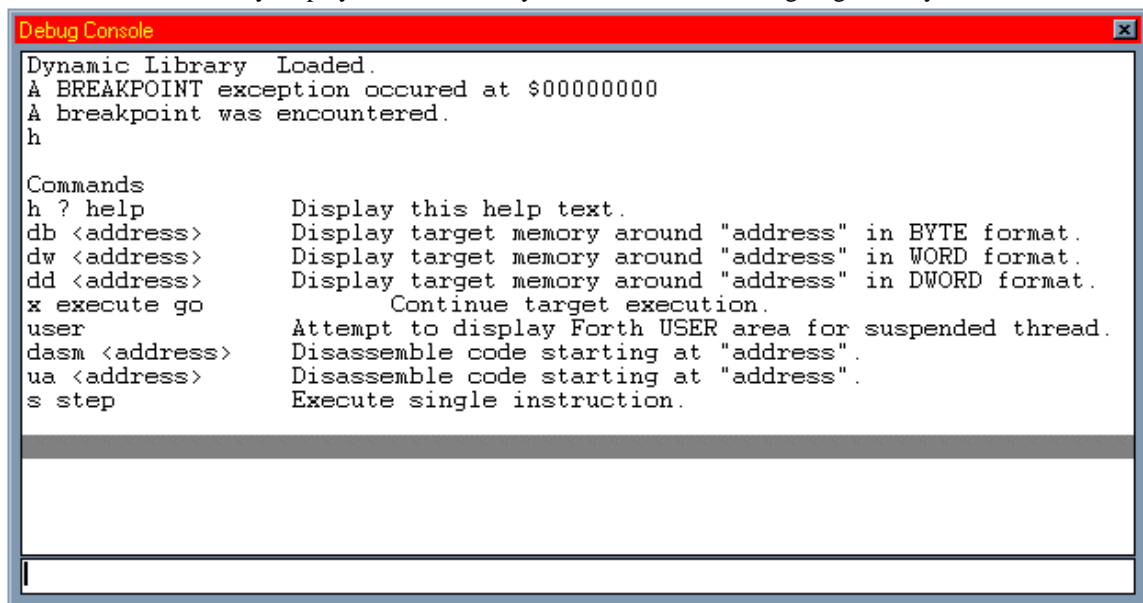 Debug Console
Dynamic Library  Loaded.
A BREAKPOINT exception occured at $00000000
A breakpoint was encountered.
h
Commands
h ? help          Display this help text.
db <address>      Display target memory around "address" in BYTE format.
dw <address>      Display target memory around "address" in WORD format.
dd <address>      Display target memory around "address" in DWORD format.
x execute go            Continue target execution.
user              Attempt to display Forth USER area for suspended thread.
dasm <address>    Disassemble code starting at "address".
ua <address>      Disassemble code starting at "address".
s step            Execute single instruction.